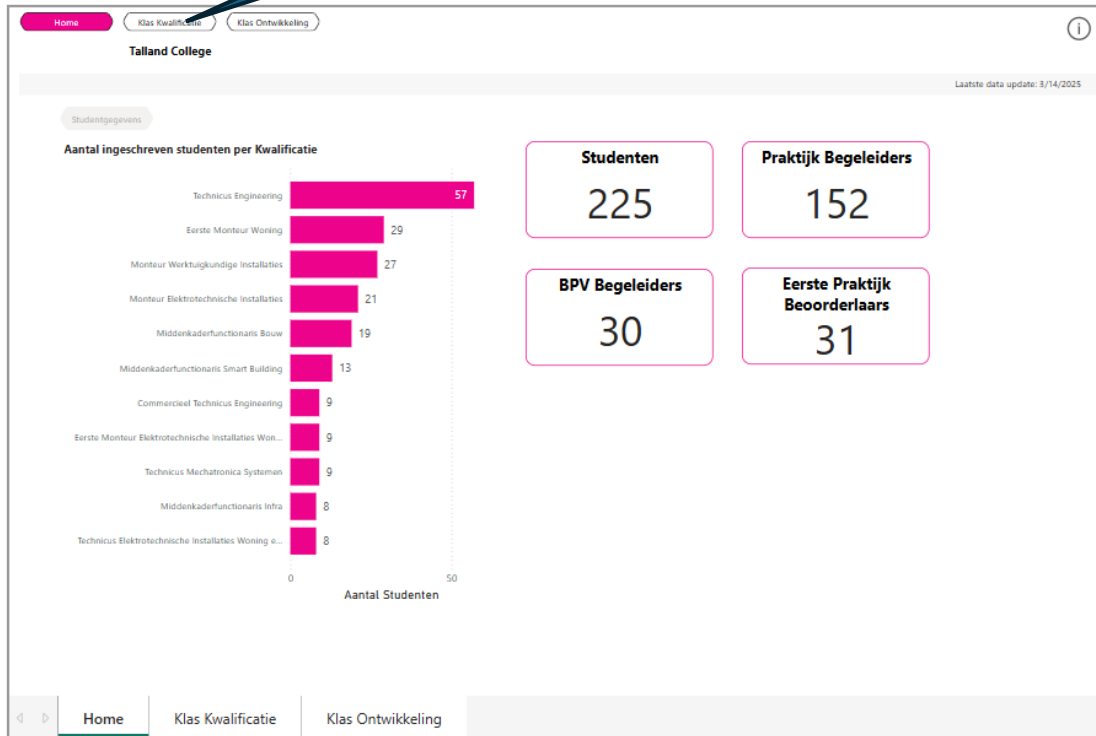 Home
Klas Kwalificatie
Klas Ontwikkeling
Talland College
Laatste data update: 3/14/2025
Studentgegevens
Aantal ingeschreven studenten per Kwalificatie
Technicus Engineering 57
Eerste Monteur Woning 29
Monteur Werktuigkundige Installaties 27
Monteur Elektrotechnische Installaties 21
Middenkaderfunctionaris Bouw 19
Middenkaderfunctionaris Smart Building 13
Commercieel Technicus Engineering 9
Eerste Monteur Elektrotechnische Installaties Won... 9
Technicus Mechatronica Systemen 9
Middenkaderfunctionaris Infra 8
Technicus Elektrotechnische Installaties Woning e... 8
0 50
Aantal Studenten
Studenten
225
Praktijk Begeleiders
152
BPV Begeleiders
30
Eerste Praktijk
Beoorderlaars
31
Home
Klas Kwalificatie
Klas Ontwikkeling